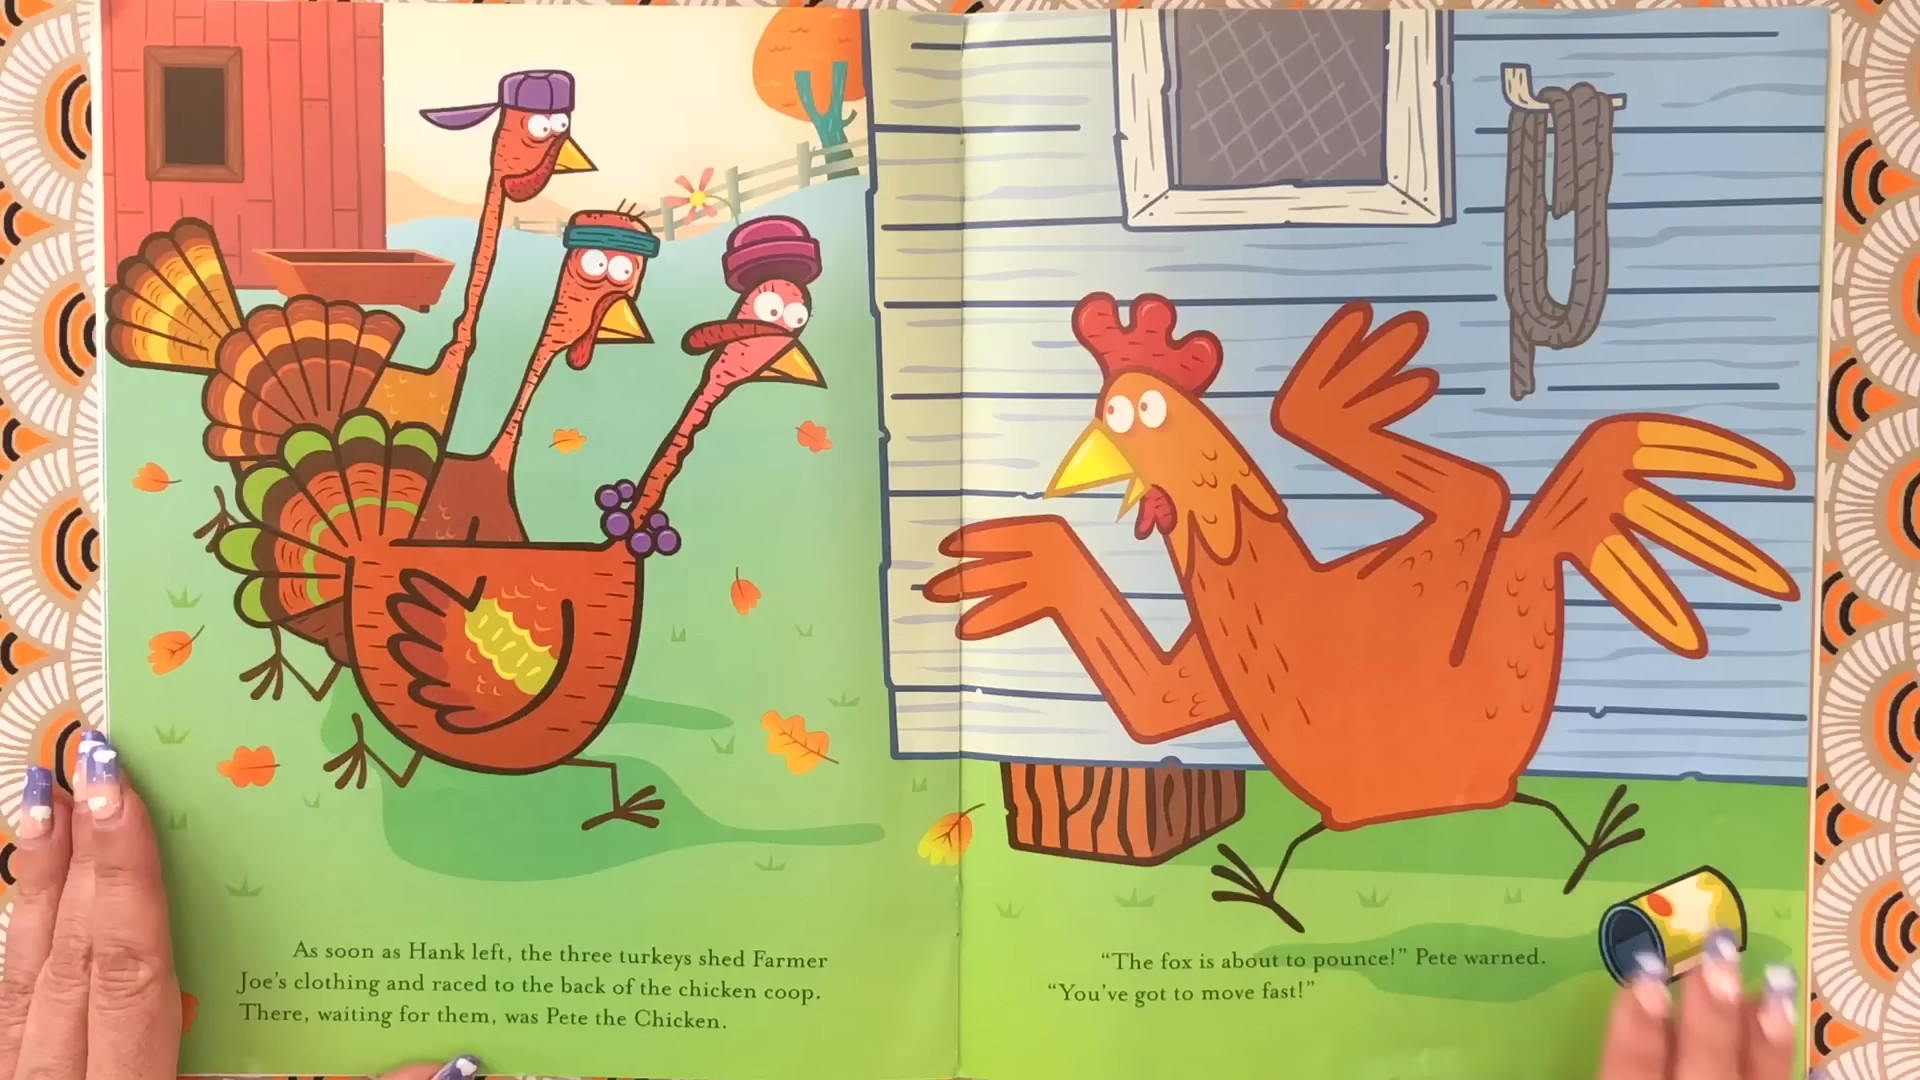 As soon as Hank left, the three turkeys shed Farmer
Joe's clothing and raced to the back of the chicken coop.
There, waiting for them, was Pete the Chicken.
“The fox is about to pounce!” Pete warned.
“You've got to move fast!”